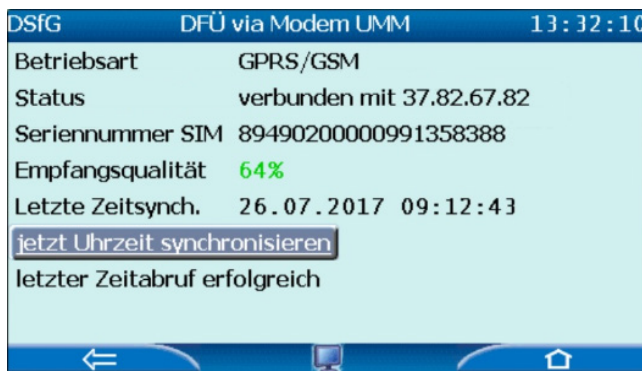 DSfG DFÜ via Modem UMM 13:32:10
Betriebsart GPRS/GSM
Status verbunden mit 37.82.67.82
Seriennummer SIM 89490200000991358388
Empfangsqualität 64%
Letzte Zeitsynch. 26.07.2017 09:12:43
jetzt Uhrzeit synchronisieren
letzter Zeitabruf erfolgreich